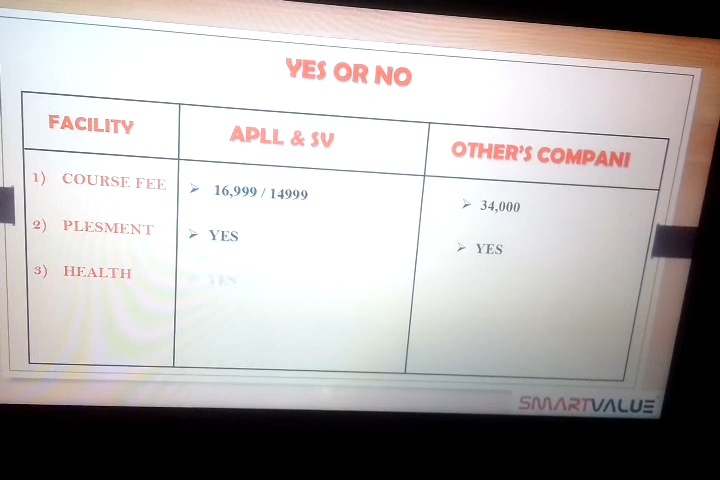 YES OR NO
FACILITY
APLL & SV
OTHER'S COMPANI
1) COURSE FEE
➢ 16,999 / 14999
➢ 34,000
2) PLESMENT
➢ YES
➢ YES
3) HEALTH
➢ YES
SMARTVALUE